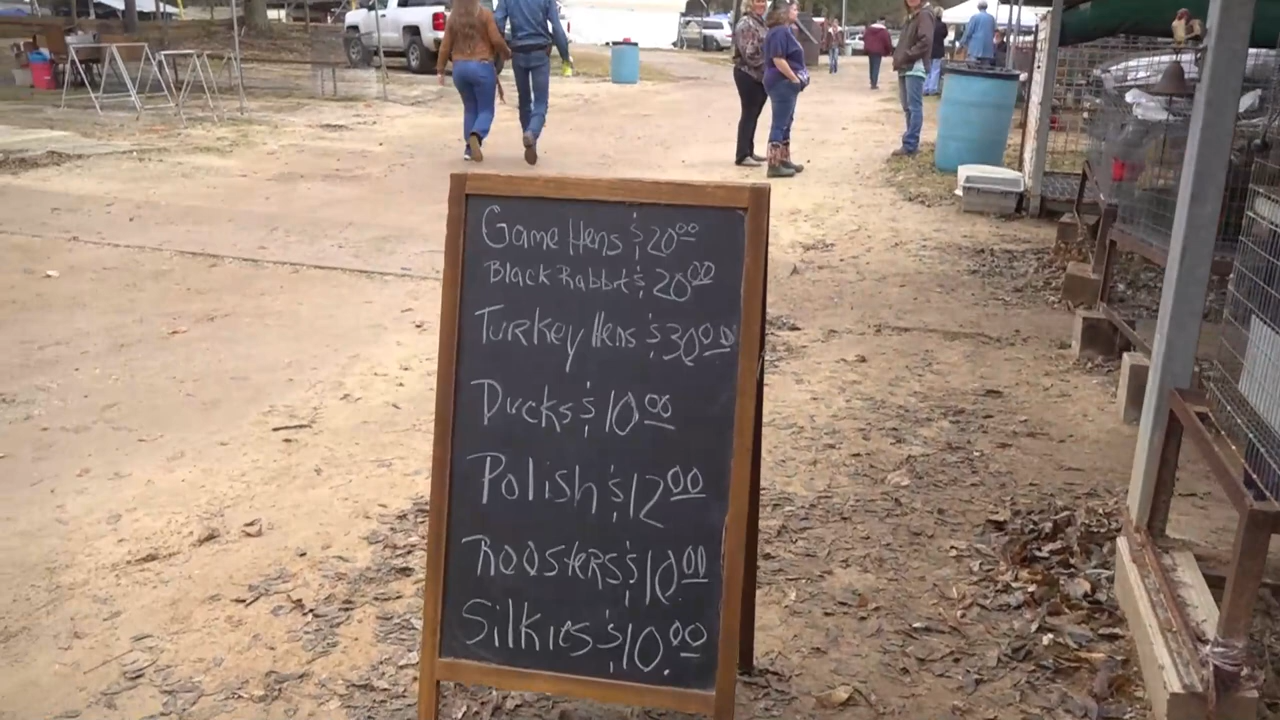 Game Hens $20.00
Black Rabbits $20.00
Turkey Hens $30.00
Ducks $10.00
Polish $12.00
Roosters $10.00
Silkies $10.00